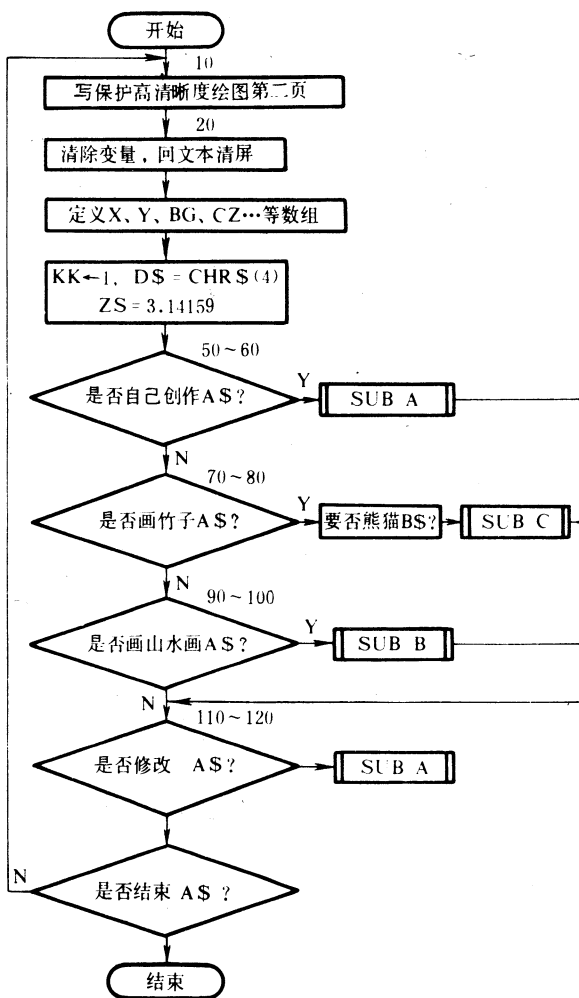 开始
10
写保护高清晰度绘图第二页
20
清除变量，回文本清屏
定义X、Y、BG、CZ…等数组
KK←1, D$ = CHR$(4)
ZS = 3.14159
50～60
是否自己创作A$?
Y
SUB A
N
70～80
是否画竹子A$?
Y
要否熊猫B$?
SUB C
N
90～100
是否画山水画A$?
Y
SUB B
N
110～120
是否修改 A$?
SUB A
N
是否结束 A$ ?
结束